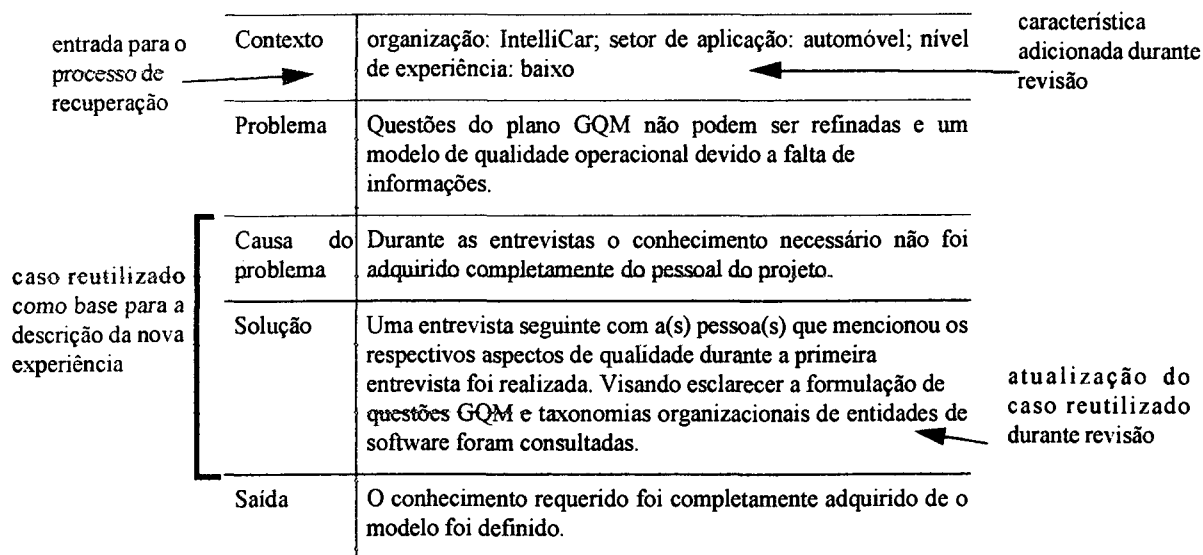 entrada para o
processo de
recuperação
Contexto organização: IntelliCar; setor de aplicação: automóvel; nível
de experiência: baixo
característica
adicionada durante
revisão
Problema Questões do plano GQM não podem ser refinadas e um
modelo de qualidade operacional devido a falta de
informações.
caso reutilizado
como base para a
descrição da nova
experiência
Causa do Durante as entrevistas o conhecimento necessário não foi
problema adquirido completamente do pessoal do projeto.
Solução Uma entrevista seguinte com a(s) pessoa(s) que mencionou os
respectivos aspectos de qualidade durante a primeira
entrevista foi realizada. Visando esclarecer a formulação de
questões GQM e taxonomias organizacionais de entidades de
software foram consultadas.
atualização do
caso reutilizado
durante revisão
Saída O conhecimento requerido foi completamente adquirido de o
modelo foi definido.